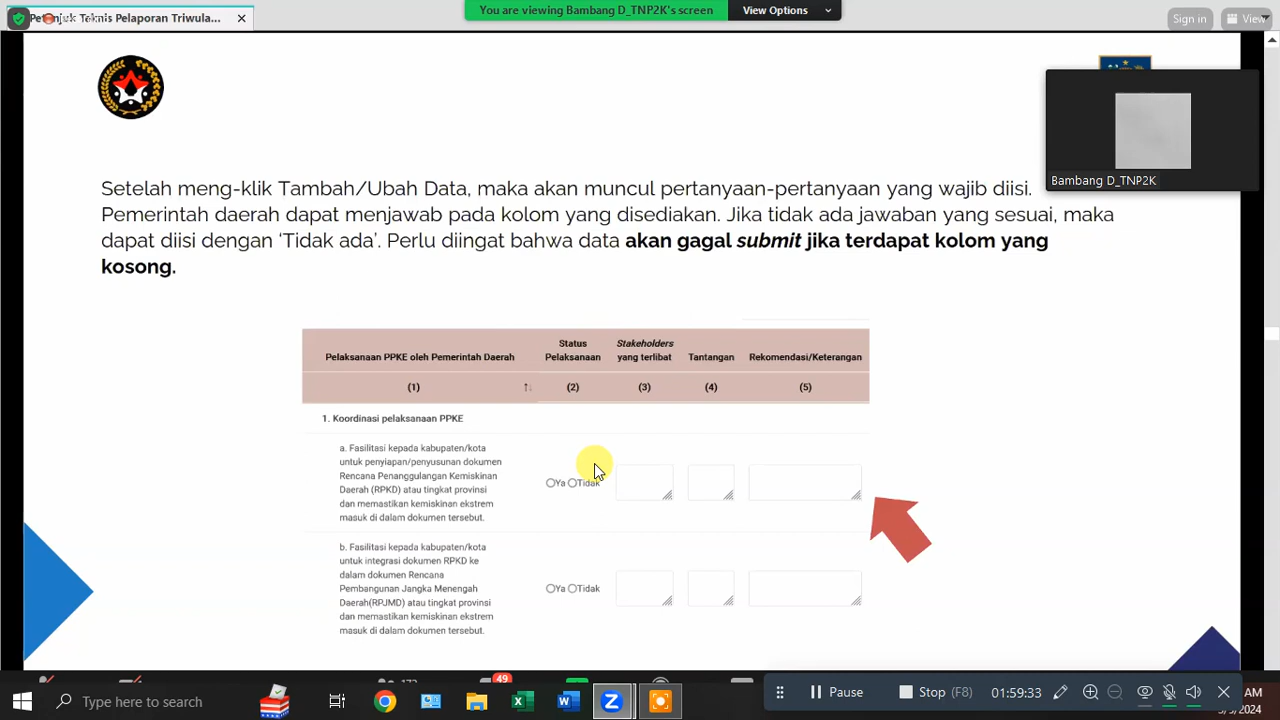 Teknis Pelaporan Triwula...
You are viewing Bambang D_TNP2K's screen
View Options
Sign in
View
Bambang D_TNP2K
Setelah meng-klik Tambah/Ubah Data, maka akan muncul pertanyaan-pertanyaan yang wajib diisi.
Pemerintah daerah dapat menjawab pada kolom yang disediakan. Jika tidak ada jawaban yang sesuai, maka
dapat diisi dengan ‘Tidak ada’. Perlu diingat bahwa data akan gagal submit jika terdapat kolom yang
kosong.
Pelaksanaan PPKE oleh Pemerintah Daerah
Status
Pelaksanaan
Stakeholders
yang terlibat
Tantangan
Rekomendasi/Keterangan
(1)
(2)
(3)
(4)
(5)
1. Koordinasi pelaksanaan PPKE
a. Fasilitasi kepada kabupaten/kota
untuk penyiapan/penyusunan dokumen
Rencana Penanggulangan Kemiskinan
Daerah (RPKD) atau tingkat provinsi
dan memastikan kemiskinan ekstrem
masuk di dalam dokumen tersebut.
Ya Tidak
b. Fasilitasi kepada kabupaten/kota
untuk integrasi dokumen RPKD ke
dalam dokumen Rencana
Pembangunan Jangka Menengah
Daerah(RPJMD) atau tingkat provinsi
dan memastikan kemiskinan ekstrem
masuk di dalam dokumen tersebut.
Ya Tidak
49
Type here to search
Pause
Stop (F8)
01:59:33
AM
2024